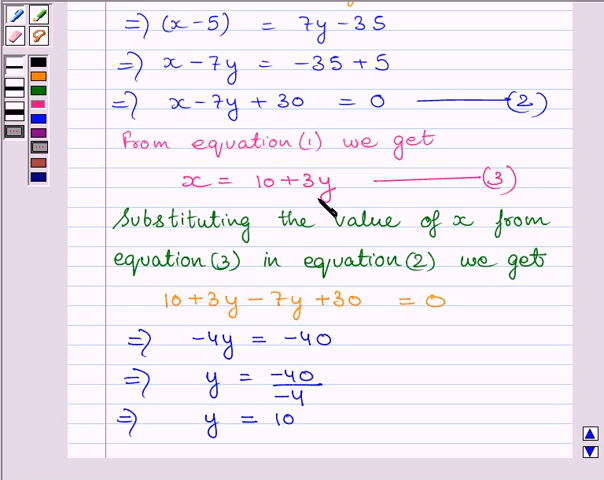 =) (x-5) = 7y-35
=) x-7y = -35+5
=) x-7y+30 = 0 ——(2)
From equation(1) we get
x = 10+3y ——(3)
Substituting the value of x from
equation(3) in equation(2) we get
10+3y-7y+30 = 0
=) -4y = -40
=) y = -40/-4
=) y = 10